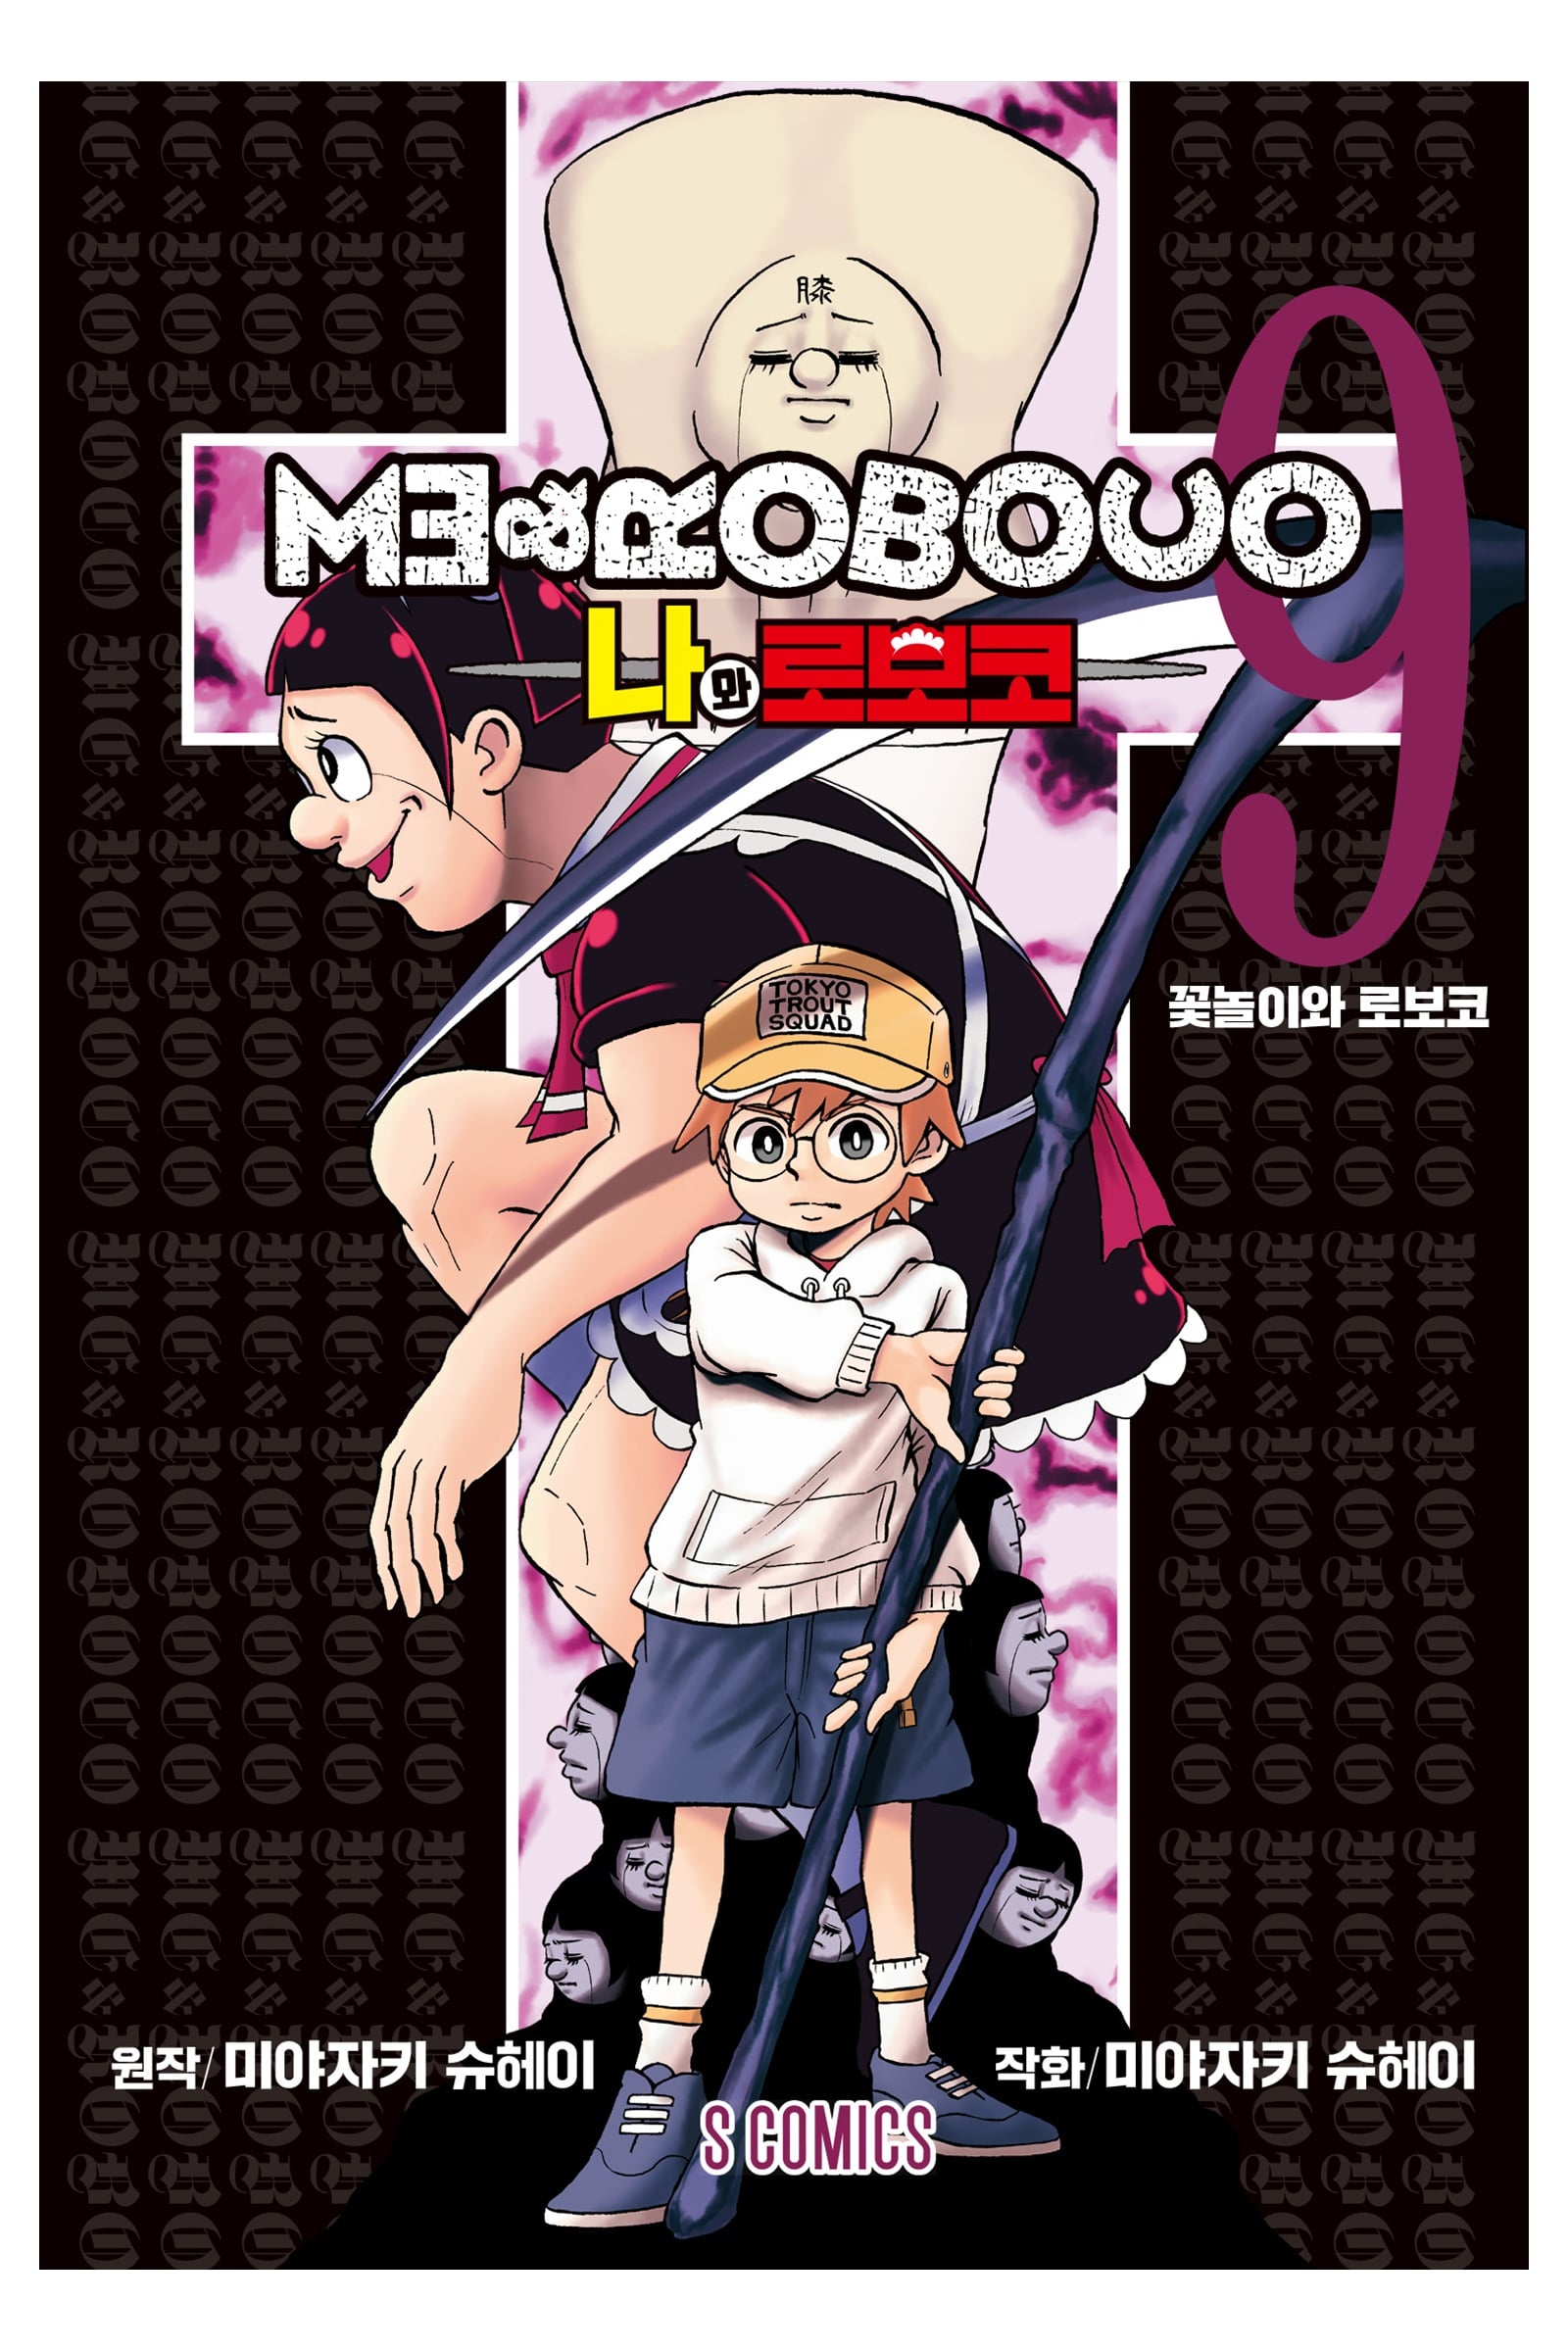 膝
ME & ROBOCO
나와 로보코
9
꽃놀이와 로보코
TOKYO
TROUT
SQUAD
원작/미야자키 슈헤이
작화/미야자키 슈헤이
S COMICS